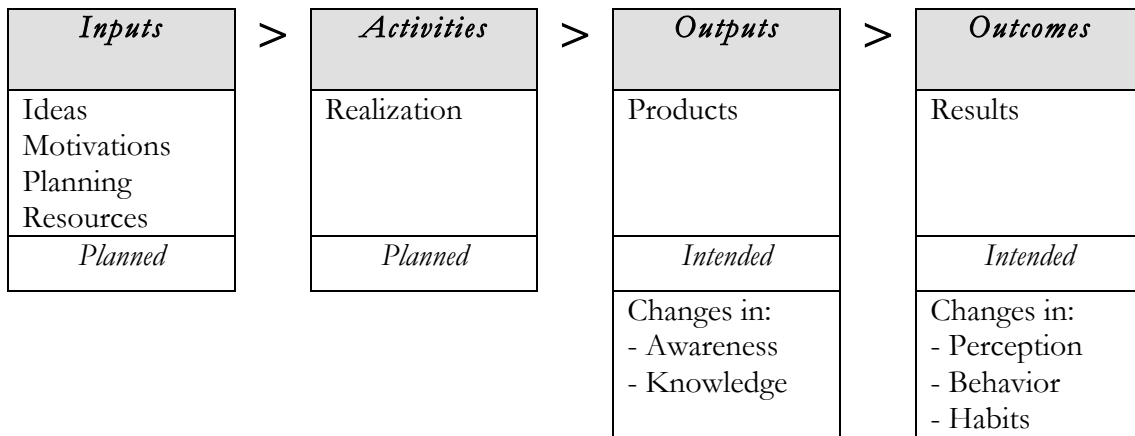 Inputs > Activities > Outputs > Outcomes
Ideas
Motivations
Planning
Resources
Planned
Realization
Planned
Products
Intended
Changes in:
- Awareness
- Knowledge
Results
Intended
Changes in:
- Perception
- Behavior
- Habits